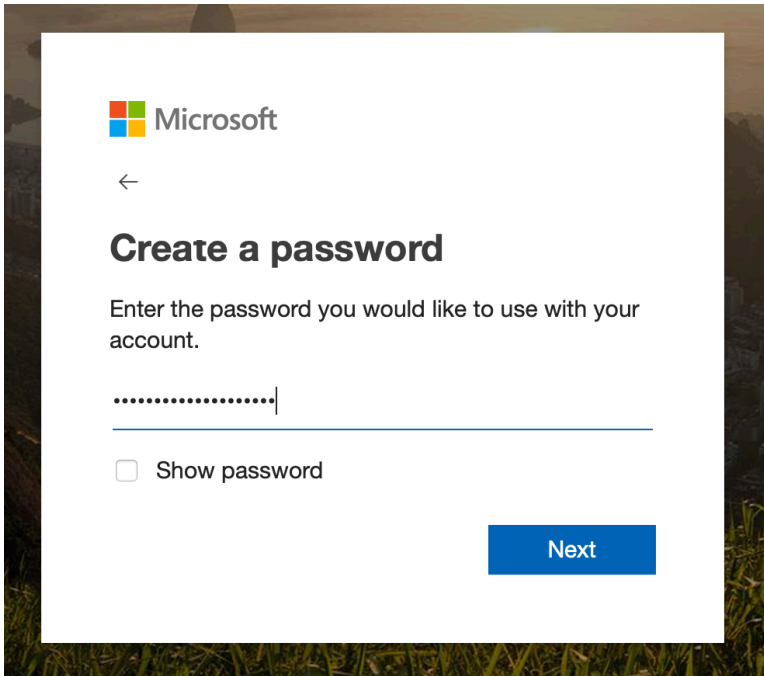 Microsoft
←
Create a password
Enter the password you would like to use with your
account.
••••••••••••••••••••
Show password
Next